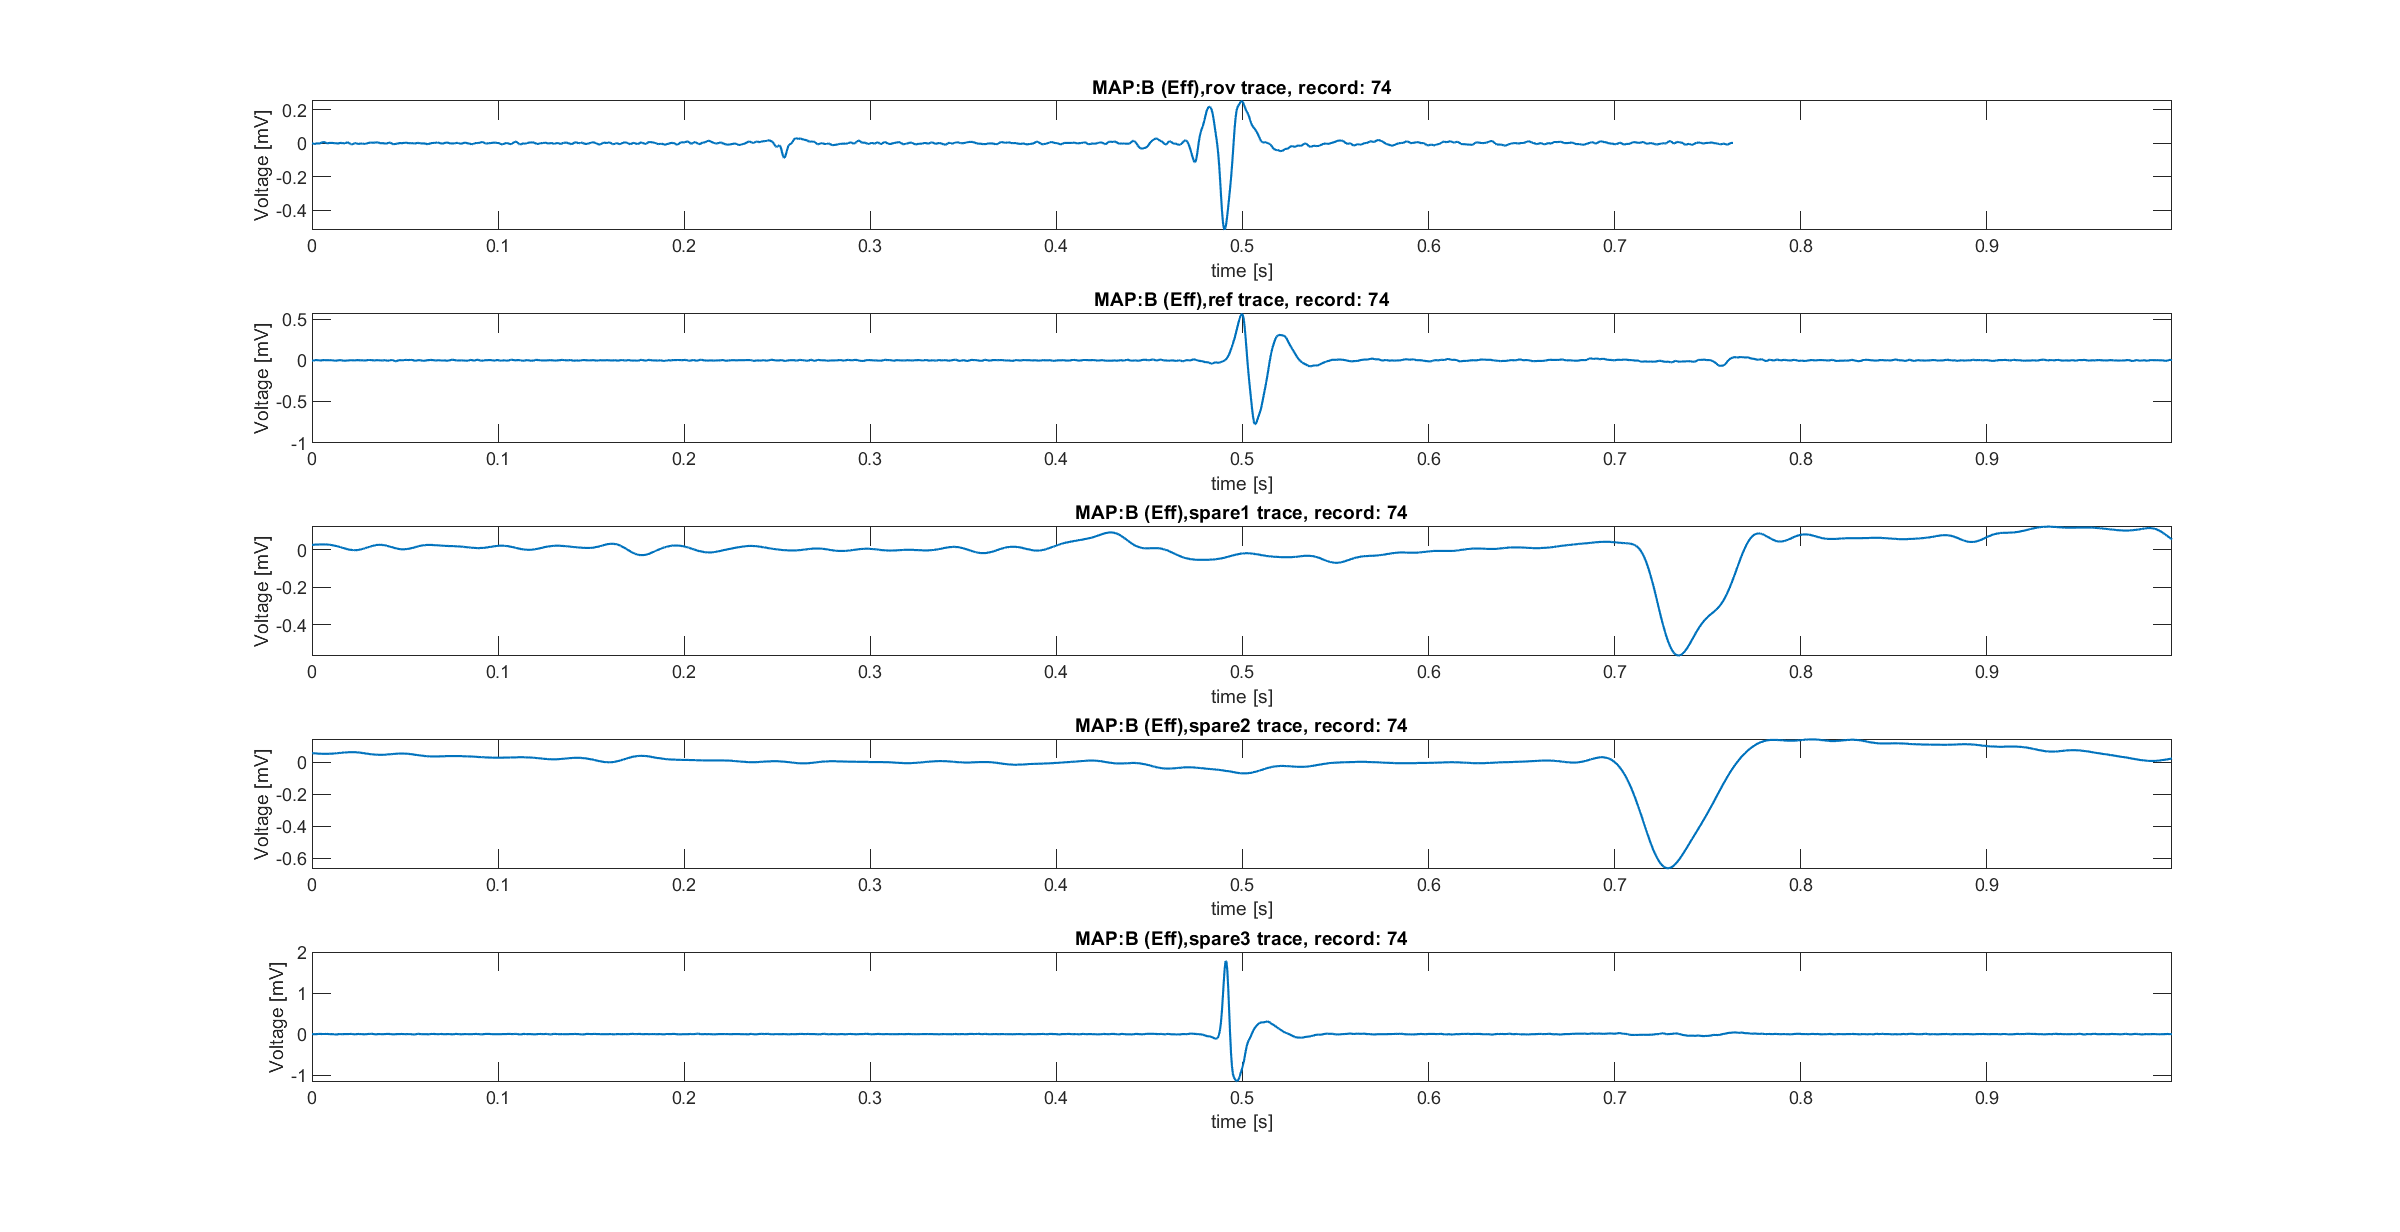 MAP:B (Eff),rov trace, record: 74
Voltage [mV]
0.2
0
-0.2
-0.4
0 0.1 0.2 0.3 0.4 0.5 0.6 0.7 0.8 0.9
time [s]
MAP:B (Eff),ref trace, record: 74
Voltage [mV]
0.5
0
-0.5
-1
0 0.1 0.2 0.3 0.4 0.5 0.6 0.7 0.8 0.9
time [s]
MAP:B (Eff),spare1 trace, record: 74
Voltage [mV]
0
-0.2
-0.4
0 0.1 0.2 0.3 0.4 0.5 0.6 0.7 0.8 0.9
time [s]
MAP:B (Eff),spare2 trace, record: 74
Voltage [mV]
0
-0.2
-0.4
-0.6
0 0.1 0.2 0.3 0.4 0.5 0.6 0.7 0.8 0.9
time [s]
MAP:B (Eff),spare3 trace, record: 74
Voltage [mV]
2
1
0
-1
0 0.1 0.2 0.3 0.4 0.5 0.6 0.7 0.8 0.9
time [s]